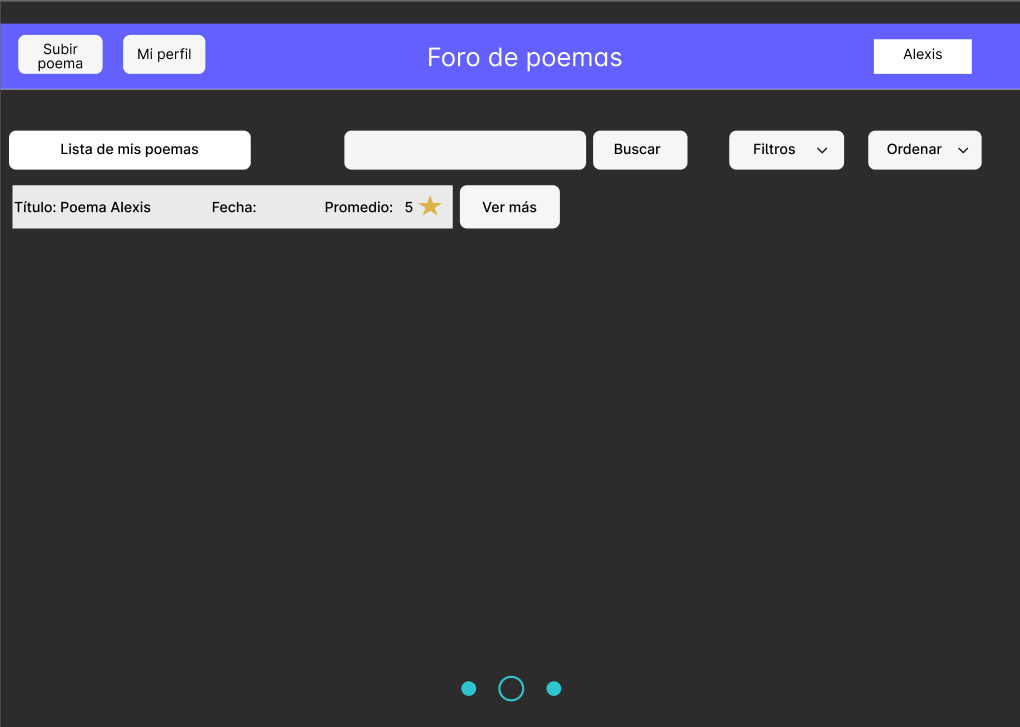 Subir
poema
Mi perfil
Foro de poemas
Alexis
Lista de mis poemas
Buscar
Filtros
Ordenar
Título: Poema Alexis
Fecha:
Promedio: 5
Ver más